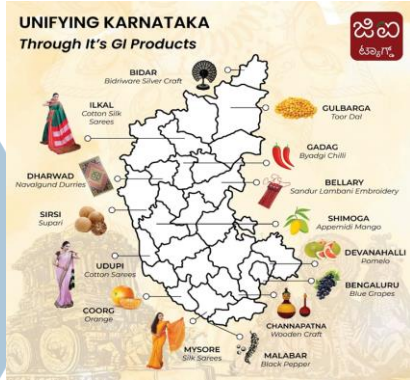 UNIFYING KARNATAKA
Through It's GI Products
ಜಿಐ
ಟ್ಯಾಗ್ಡ್
BIDAR
Bidriware Silver Craft
ILKAL
Cotton Silk
Sarees
GULBARGA
Toor Dal
GADAG
Byadgi Chilli
DHARWAD
Navalgund Durries
BELLARY
Sandur Lambani Embroidery
SIRSI
Supari
SHIMOGA
Appemidi Mango
DEVANAHALLI
Pomelo
UDUPI
Cotton Sarees
BENGALURU
Blue Grapes
COORG
Orange
CHANNAPATNA
Wooden Craft
MYSORE
Silk Sarees
MALABAR
Black Pepper